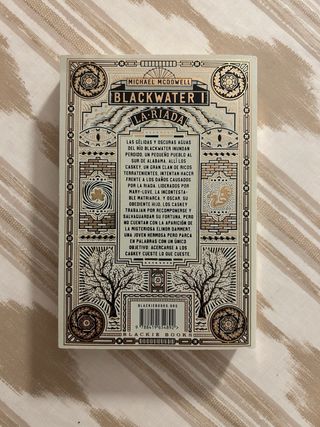 MICHAEL McDOWELL
BLACKWATER I
LA RIADA
LAS GÉLIDAS Y OSCURAS AGUAS
DEL RÍO BLACKWATER INUNDAN
PERDIDO, UN PEQUEÑO PUEBLO AL
SUR DE ALABAMA. ALLÍ LOS
CASKEY, UN GRAN CLAN DE RICOS
TERRATENIENTES, INTENTAN HACER
FRENTE A LOS DAÑOS CAUSADOS
POR LA RIADA. LIDERADOS POR
MARY-LOVE, LA INCONTESTA-
BLE MATRIARCA, Y OSCAR, SU
OBEDIENTE HIJO, LOS CASKEY
TRABAJAN POR RECOMPONERSE Y
SALVAGUARDAR SU FORTUNA, PERO
NO CUENTAN CON LA APARICIÓN DE
LA MISTERIOSA ELINOR DAMMERT,
UNA JOVEN HERMOSA PERO PARCA
EN PALABRAS CON UN ÚNICO
OBJETIVO: ACERCARSE A LOS
CASKEY CUESTE LO QUE CUESTE.
BLACKIEBOOKS.ORG
BLACKIE BOOKS